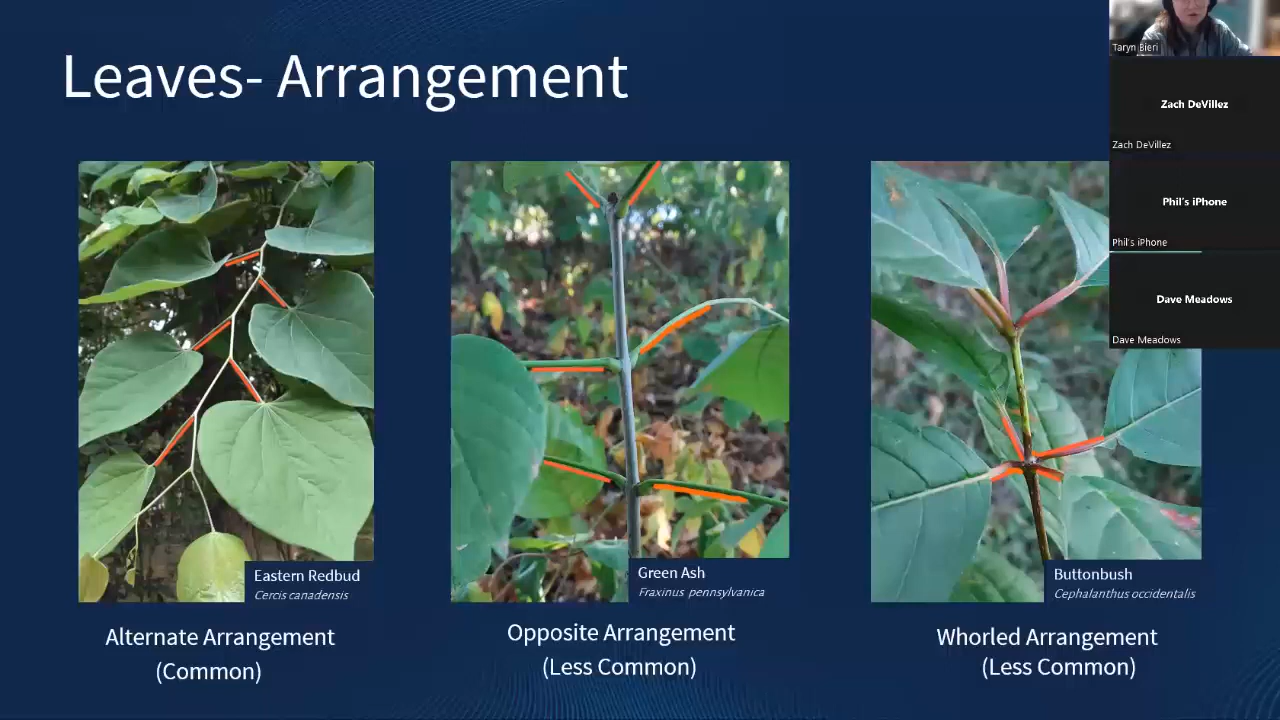 Leaves- Arrangement
Eastern Redbud
Cercis canadensis
Alternate Arrangement
(Common)
Green Ash
Fraxinus pennsylvanica
Opposite Arrangement
(Less Common)
Buttonbush
Cephalanthus occidentalis
Whorled Arrangement
(Less Common)
Taryn Bieri
Zach DeVillez
Zach DeVillez
Phil's iPhone
Phil's iPhone
Dave Meadows
Dave Meadows